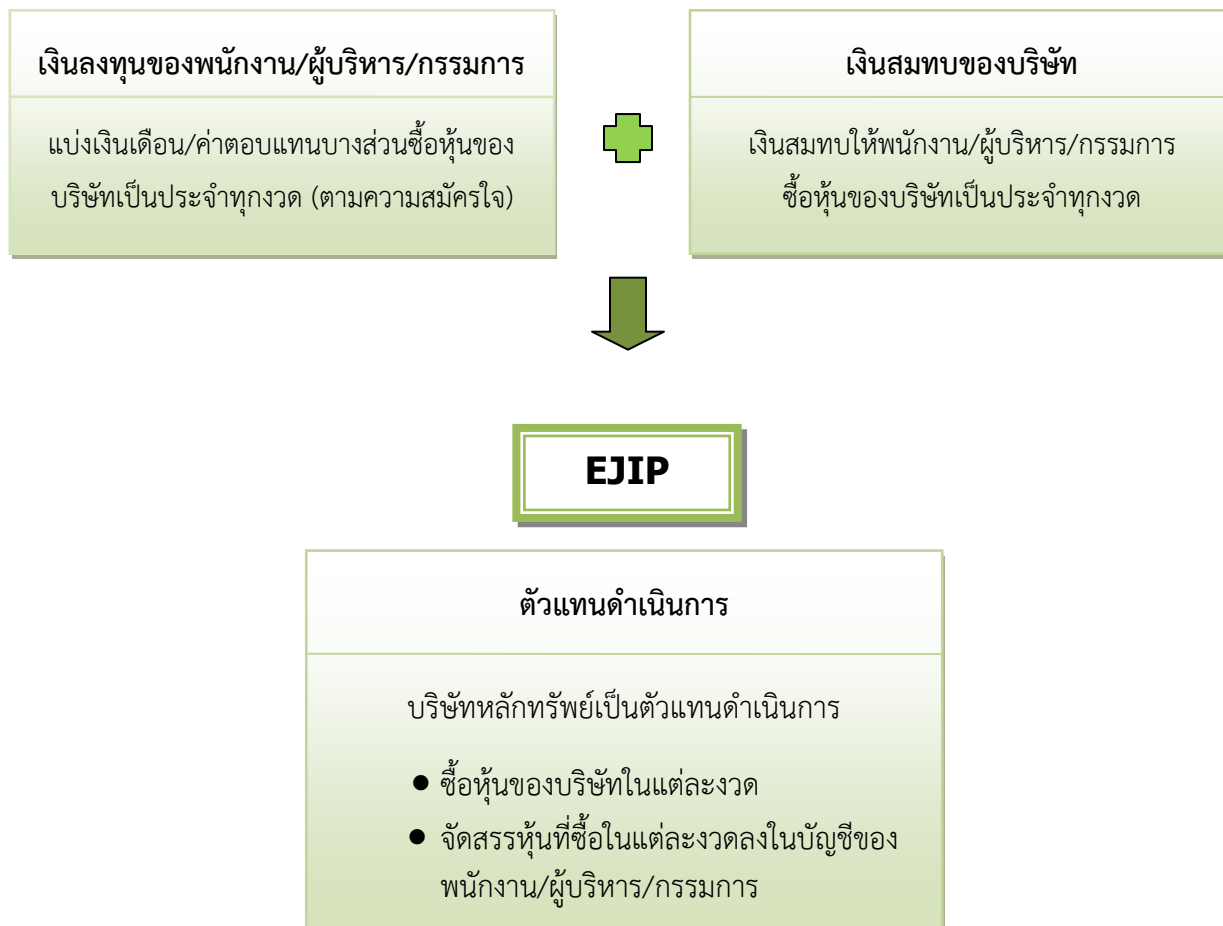 เงินลงทุนของพนักงาน/ผู้บริหาร/กรรมการ
แบ่งเงินเดือน/ค่าตอบแทนบางส่วนซื้อหุ้นของ
บริษัทเป็นประจำทุกงวด (ตามความสมัครใจ)
เงินสมทบของบริษัท
เงินสมทบให้พนักงาน/ผู้บริหาร/กรรมการ
ซื้อหุ้นของบริษัทเป็นประจำทุกงวด
EJIP
ตัวแทนดำเนินการ
บริษัทหลักทรัพย์เป็นตัวแทนดำเนินการ
● ซื้อหุ้นของบริษัทในแต่ละงวด
● จัดสรรหุ้นที่ซื้อในแต่ละงวดลงในบัญชีของ
พนักงาน/ผู้บริหาร/กรรมการ